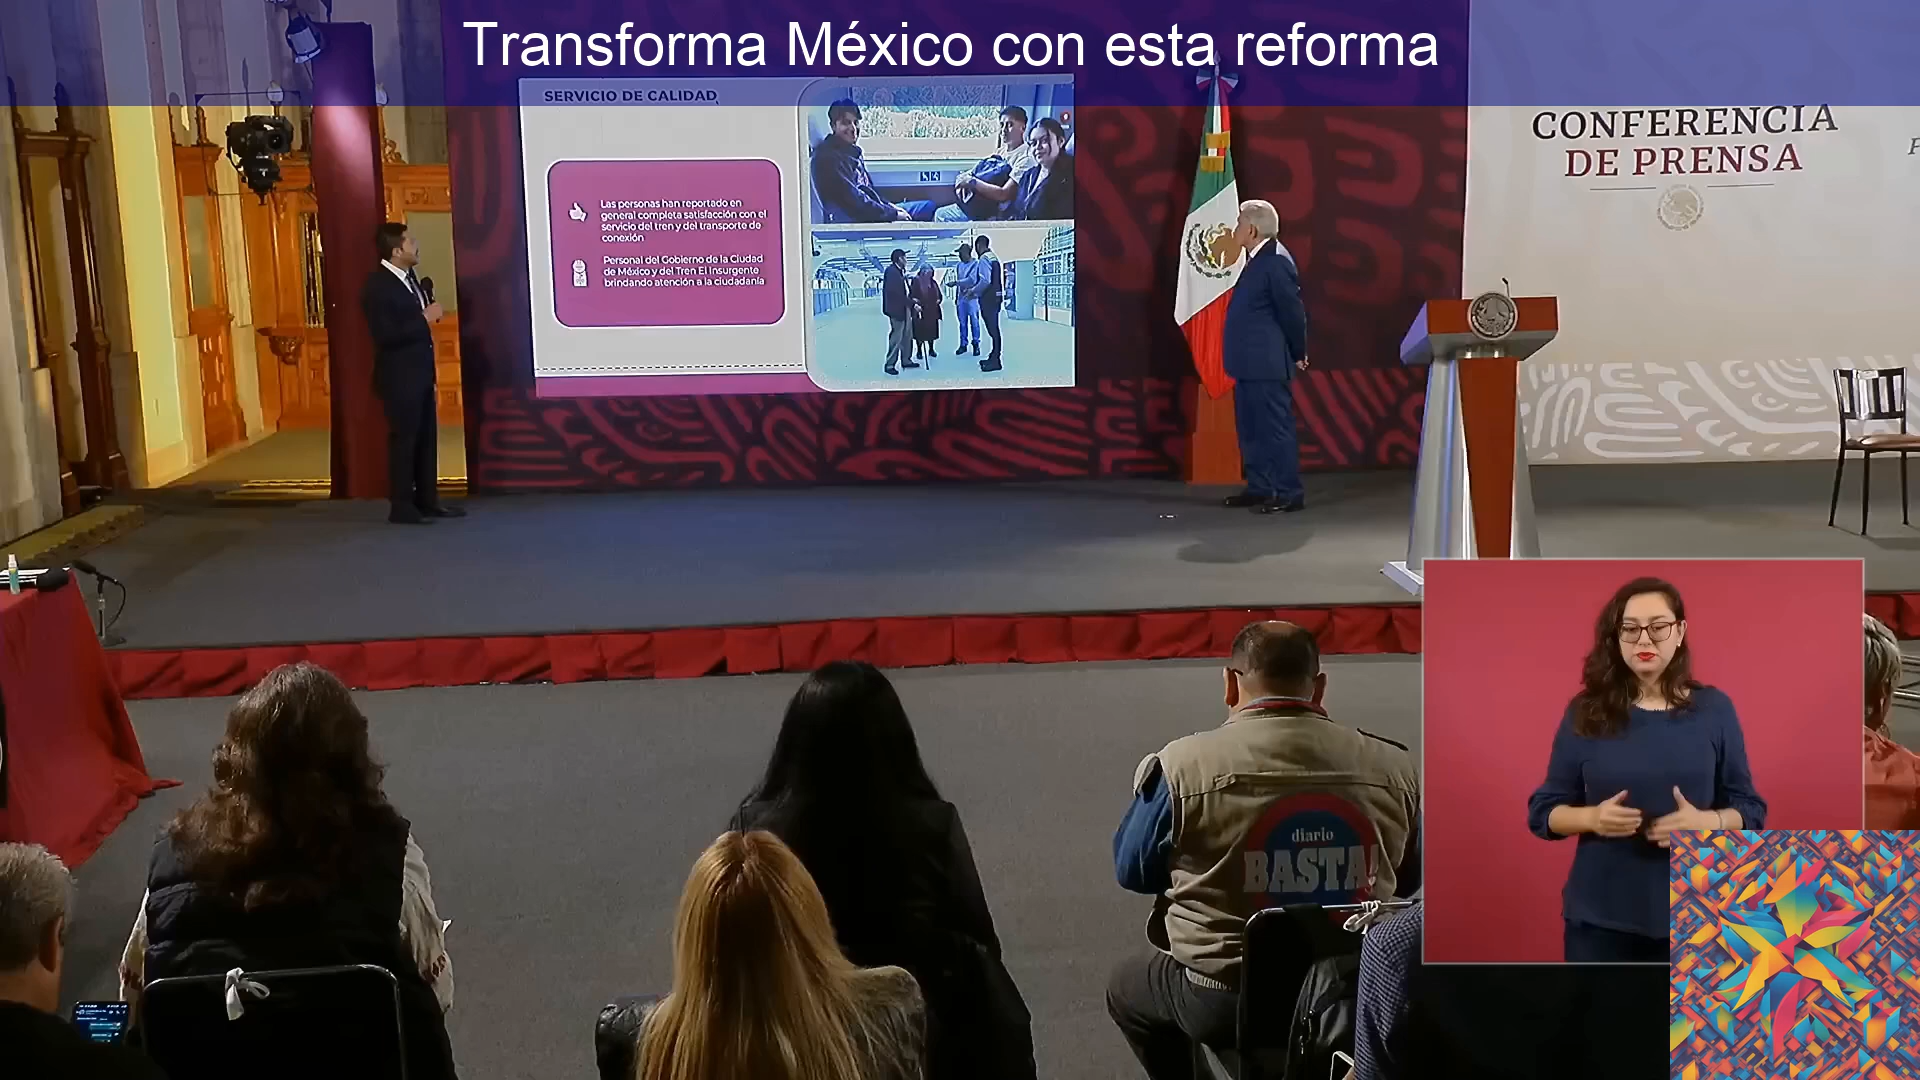 Transforma México con esta reforma
SERVICIO DE CALIDAD
Las personas han reportado en
general completa satisfacción con el
servicio del tren y del transporte de
conexión
Personal del Gobierno de la Ciudad
de México y del Tren El Insurgente
brindando atención a la ciudadanía
CONFERENCIA
DE PRENSA
diario
BASTA!